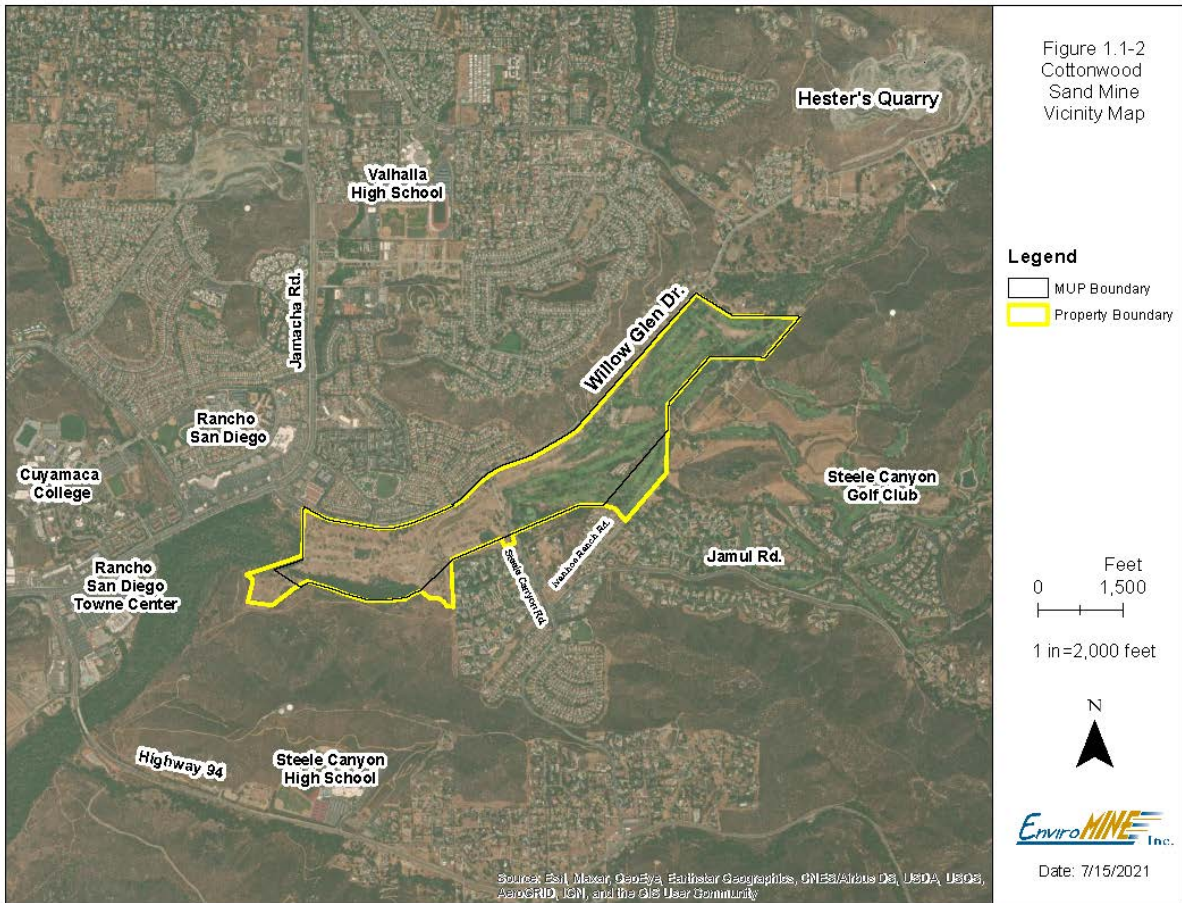 Figure 1.1-2
Cottonwood
Sand Mine
Vicinity Map
Hester's Quarry
Valhalla
High School
Legend
MUP Boundary
Property Boundary
Jamacha Rd.
Willow Glen Dr.
Rancho
San Diego
Cuyamaca
College
Steele Canyon
Golf Club
Rancho
San Diego
Towne Center
Steele Canyon Rd.
Ivanhoe Ranch Rd.
Jamul Rd.
Feet
0 1,500
1 in=2,000 feet
N
Highway 94
Steele Canyon
High School
EnviroMINE Inc.
Date: 7/15/2021
Source: Esri, Maxar, GeoEye, Earthstar Geographics, CNES/Airbus DS, USDA, USGS,
AeroGRID, IGN, and the GIS User Community